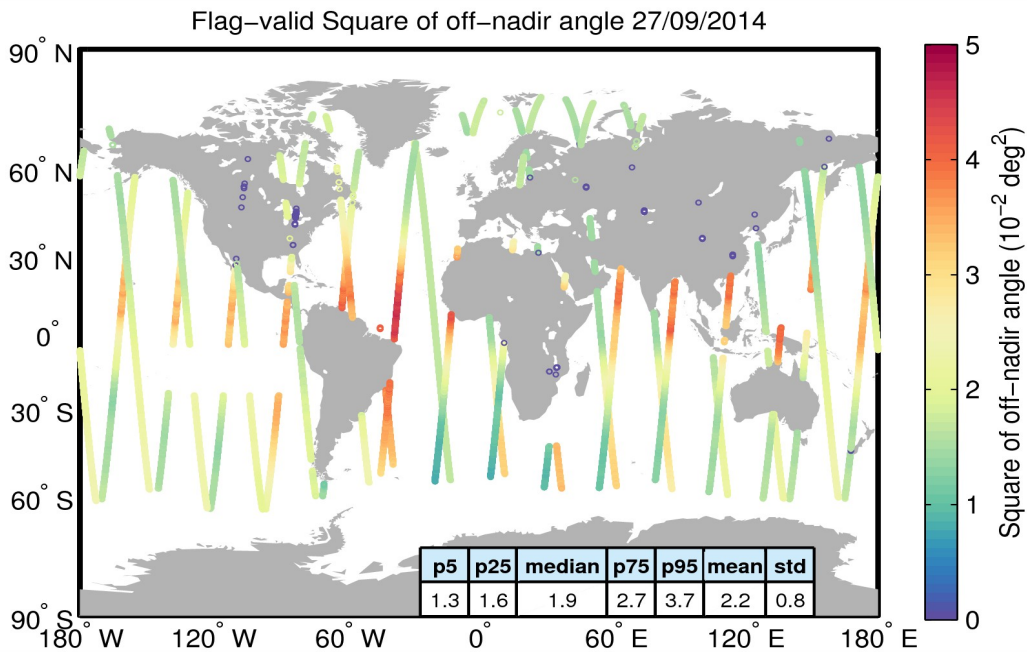 Flag−valid Square of off−nadir angle 27/09/2014
90° N
60° N
30° N
0°
30° S
60° S
90° S
180° W
120° W
60° W
0°
60° E
120° E
180° E
p5 p25 median p75 p95 mean std
1.3 1.6 1.9 2.7 3.7 2.2 0.8
5
4
3
2
1
0
Square of off−nadir angle (10⁻² deg²)